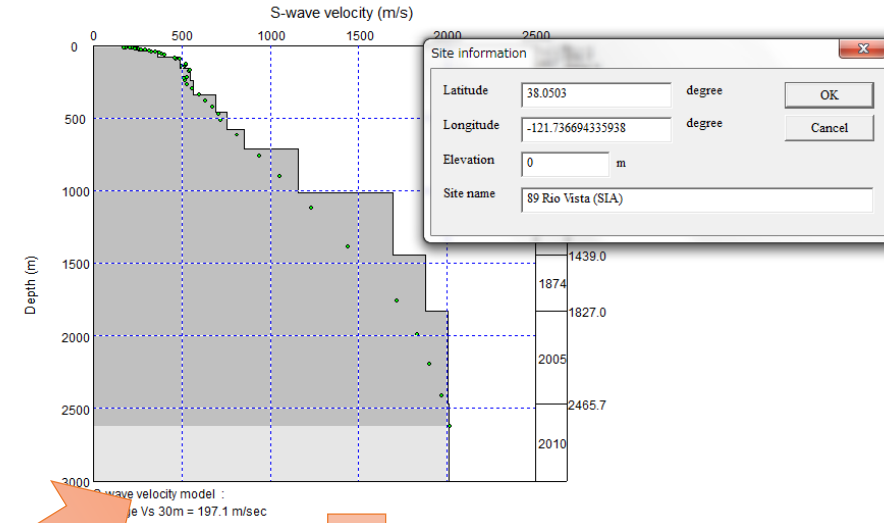 S-wave velocity (m/s)
0 500 1000 1500 2000 2500
Site information
Latitude 38.0503 degree OK
Longitude -121.736694335938 degree Cancel
Elevation 0 m
Site name 89 Rio Vista (SIA)
Depth (m)
0
500
1000
1500
2000
2500
3000
1439.0
1874
1827.0
2005
2465.7
2010
wave velocity model :
Vs 30m = 197.1 m/sec